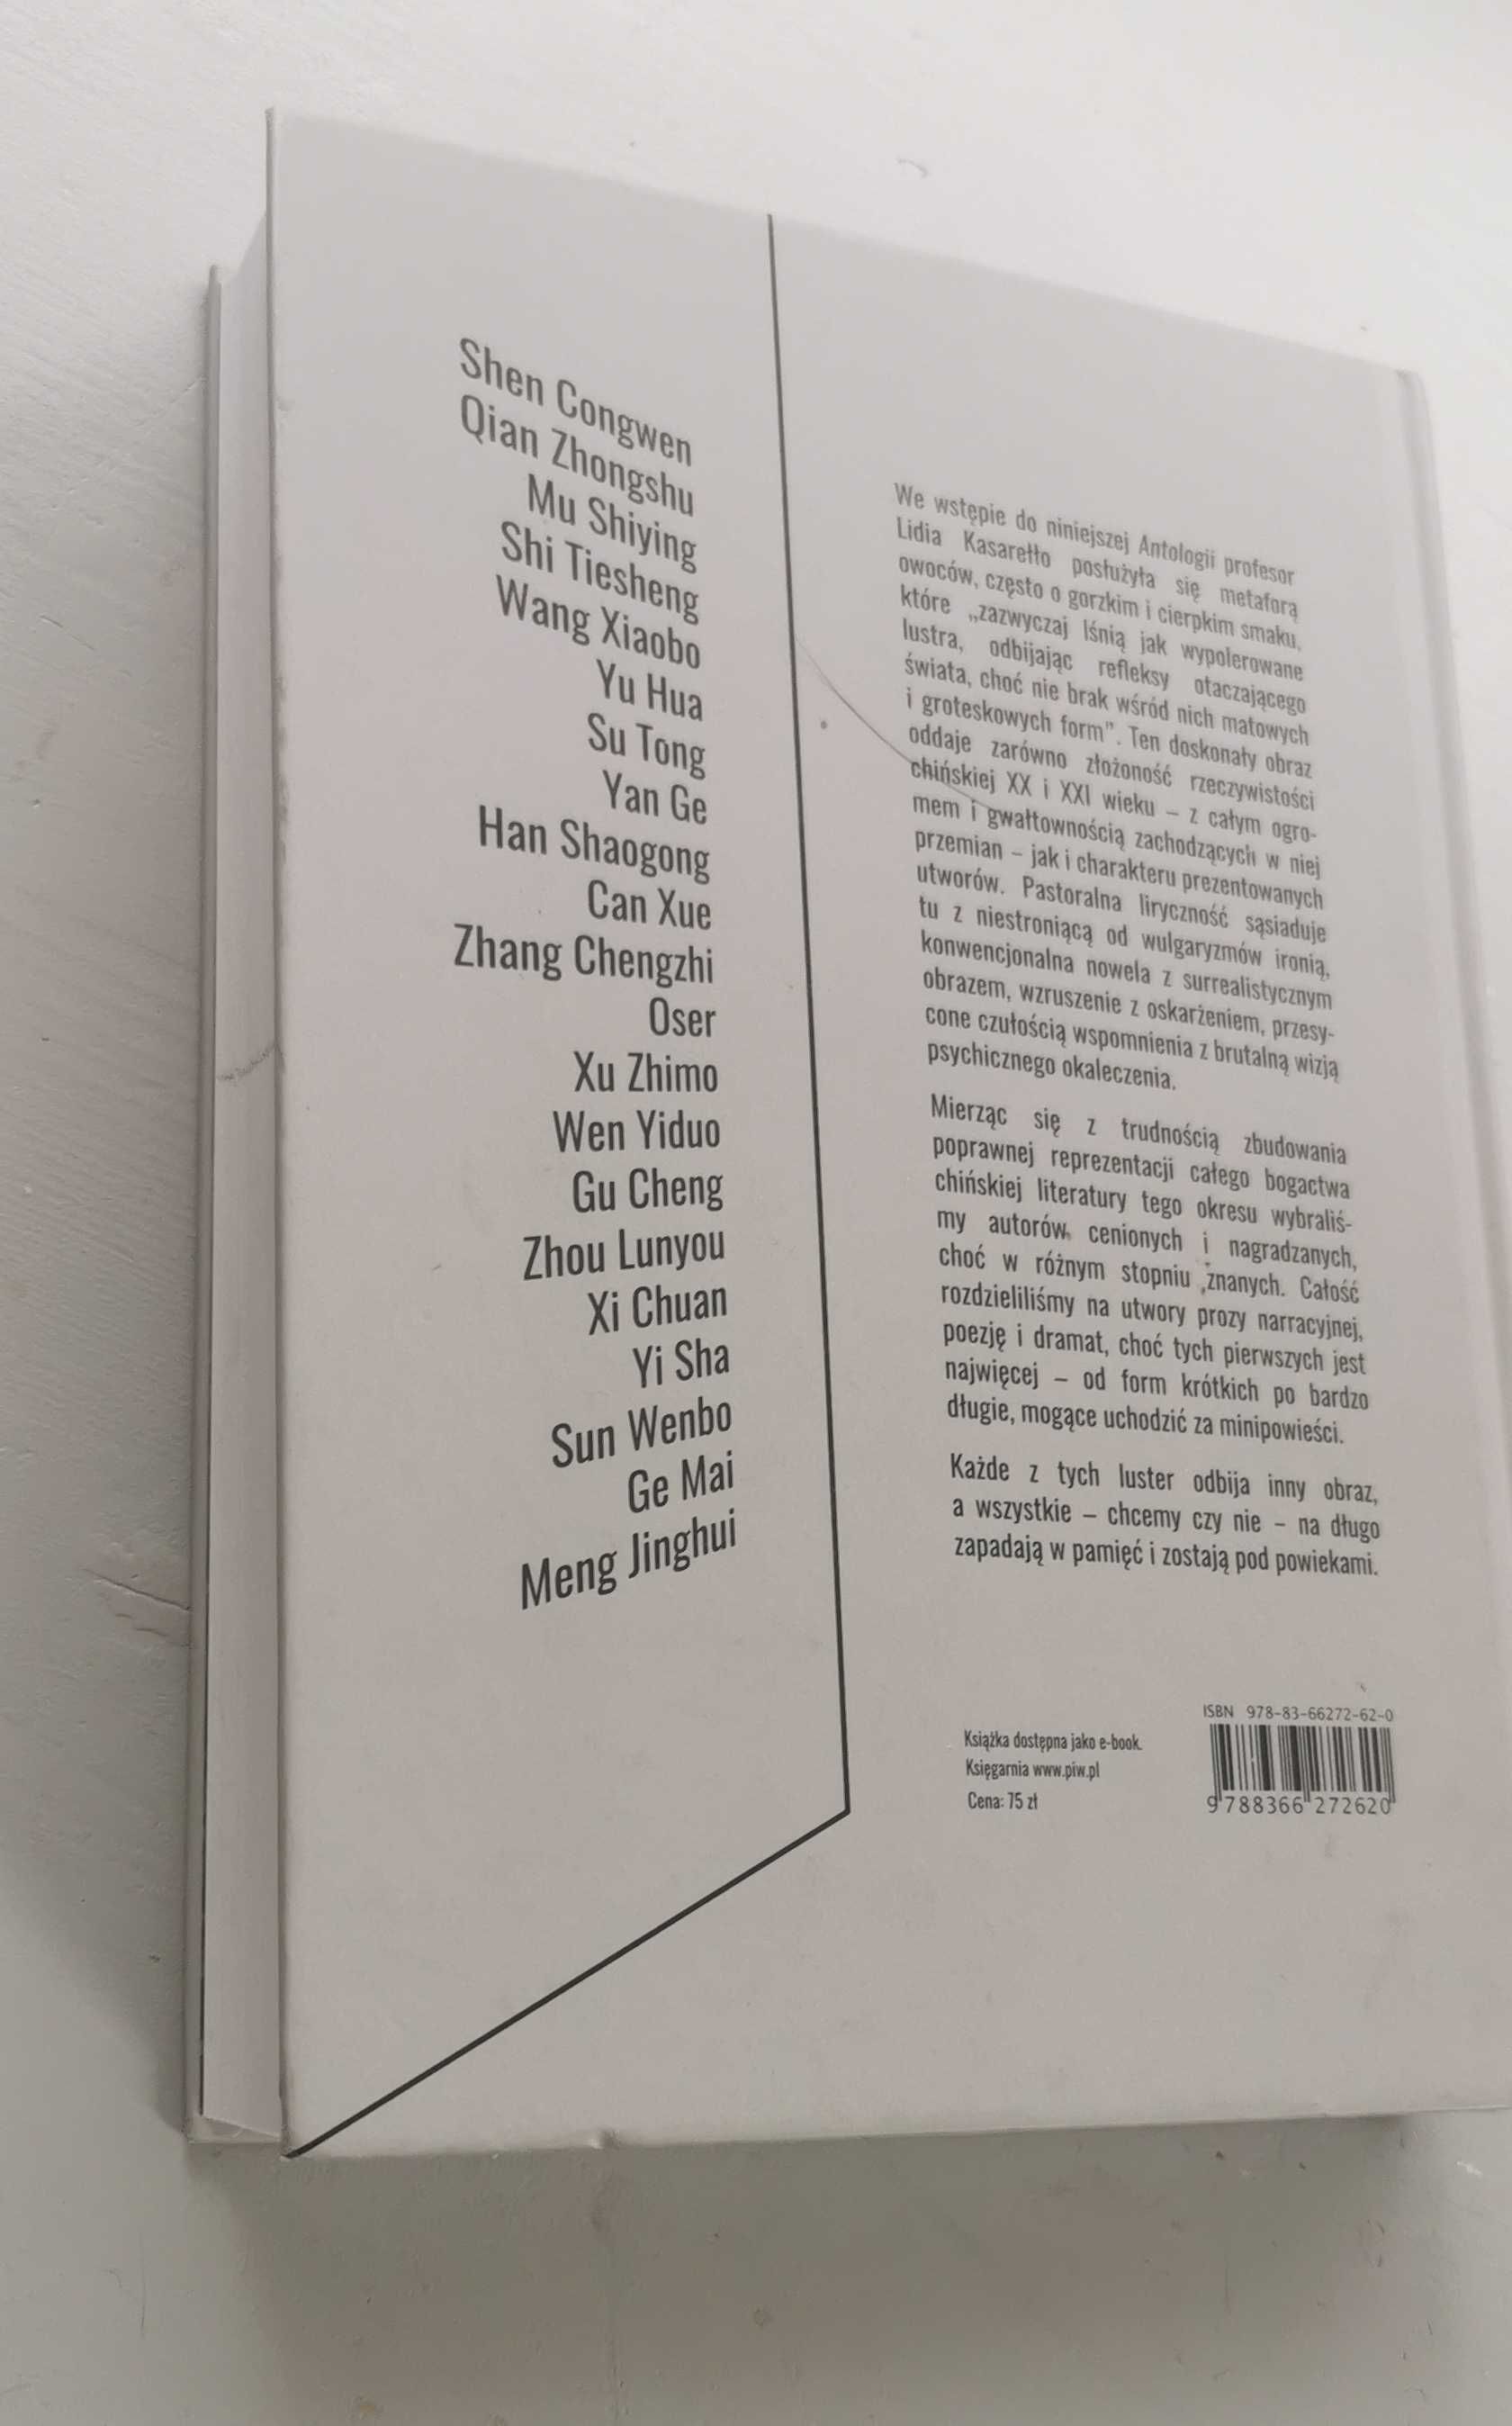 Shen Congwen
Qian Zhongshu
Mu Shiying
Shi Tiesheng
Wang Xiaobo
Yu Hua
Su Tong
Yan Ge
Han Shaogong
Can Xue
Zhang Chengzhi
Oser
Xu Zhimo
Wen Yiduo
Gu Cheng
Zhou Lunyou
Xi Chuan
Yi Sha
Sun Wenbo
Ge Mai
Meng Jinghui
We wstępie do niniejszej Antologii profesor
Lidia Kasarełło posłużyła się metaforą
owoców, często o gorzkim i cierpkim smaku,
które „zazwyczaj lśnią jak wypolerowane
lustra, odbijając refleksy otaczającego
świata, choć nie brak wśród nich matowych
i groteskowych form”. Ten doskonały obraz
oddaje zarówno złożoność rzeczywistości
chińskiej XX i XXI wieku – z całym ogro-
mem i gwałtownością zachodzących w niej
przemian – jak i charakteru prezentowanych
utworów. Pastoralna liryczność sąsiaduje
tu z niestroniącą od wulgaryzmów ironią,
konwencjonalna nowela z surrealistycznym
obrazem, wzruszenie z oskarżeniem, przesy-
cone czułością wspomnienia z brutalną wizją
psychicznego okaleczenia.
Mierząc się z trudnością zbudowania
poprawnej reprezentacji całego bogactwa
chińskiej literatury tego okresu wybraliś-
my autorów cenionych i nagradzanych,
choć w różnym stopniu znanych. Całość
rozdzieliliśmy na utwory prozy narracyjnej,
poezję i dramat, choć tych pierwszych jest
najwięcej – od form krótkich po bardzo
długie, mogące uchodzić za minipowieści.
Każde z tych luster odbija inny obraz,
a wszystkie – chcemy czy nie – na długo
zapadają w pamięć i zostają pod powiekami.
Książka dostępna jako e-book.
Księgarnia www.piw.pl
Cena: 75 zł
ISBN 978-83-66272-62-0
9 788366 272620